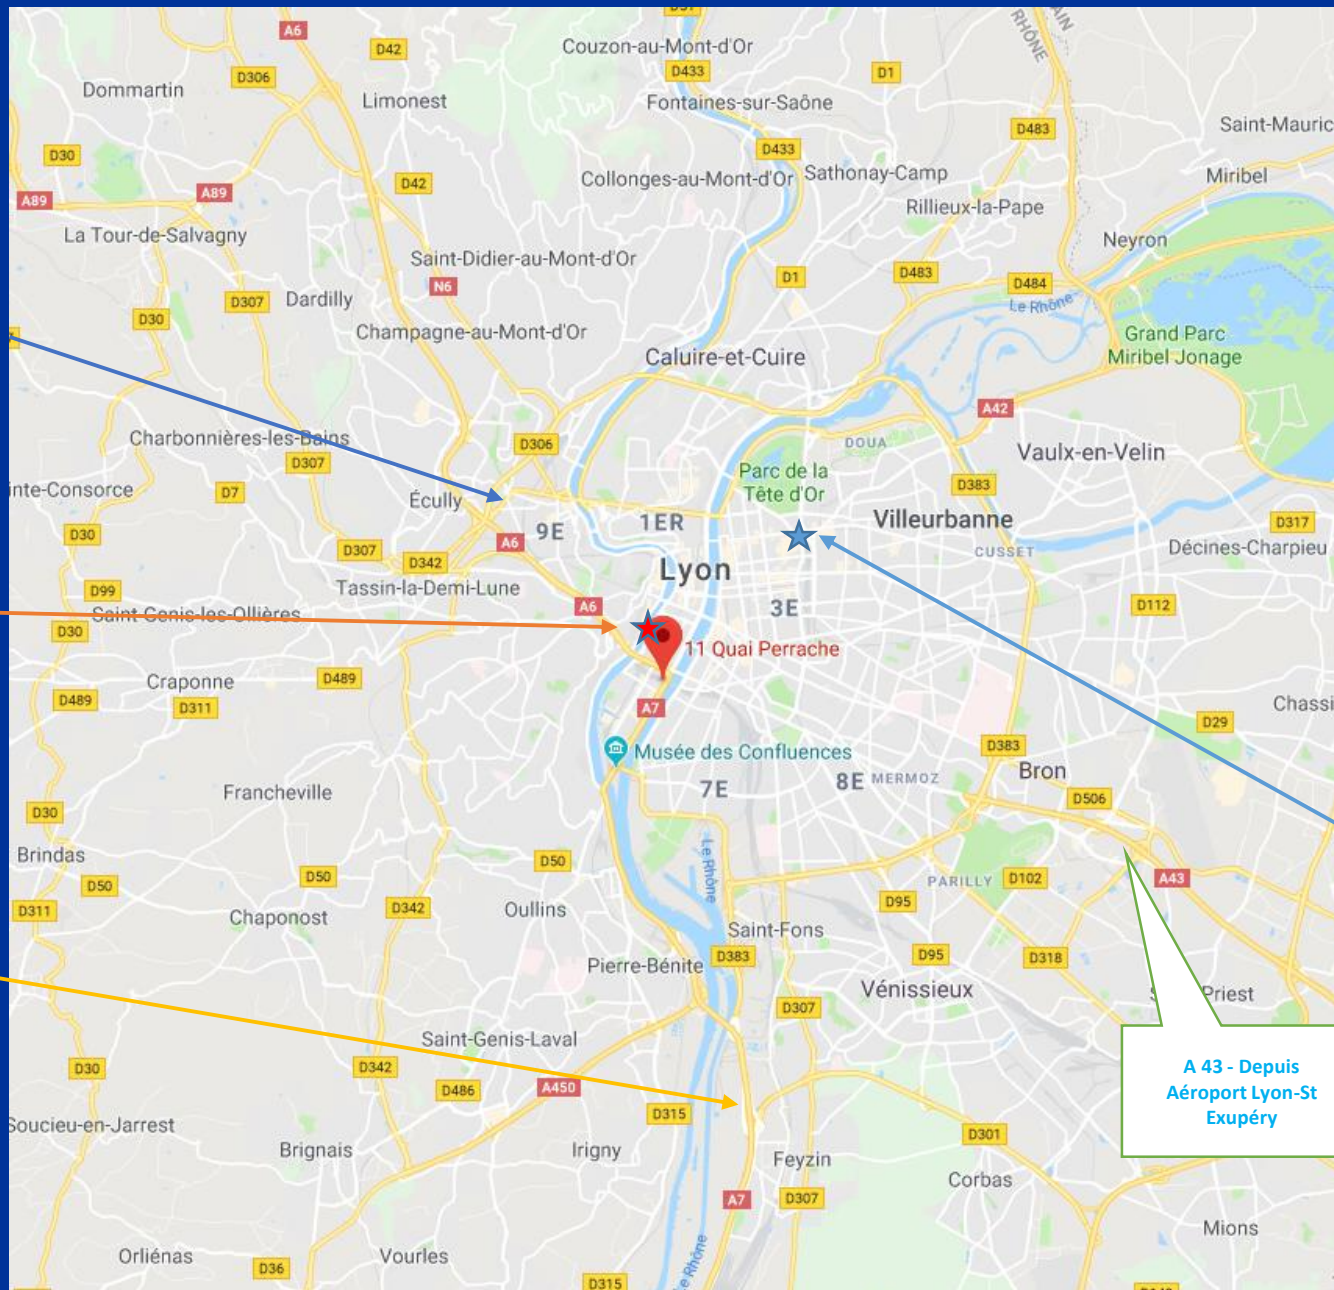 D51
A6
D42
Couzon-au-Mont-d'Or
D433
D1
AIN
RHÔNE
D306
Dommartin
Limonest
Fontaines-sur-Saône
D483
Saint-Mauric
D30
D433
A89
A89
D42
Collonges-au-Mont-d'Or
Sathonay-Camp
Rillieux-la-Pape
Miribel
La Tour-de-Salvagny
Neyron
Saint-Didier-au-Mont-d'Or
N6
D1
D483
D484
Le Rhône
D307
Dardilly
D30
Champagne-au-Mont-d'Or
Grand Parc
Miribel Jonage
Caluire-et-Cuire
A42
Charbonnières-les-Bains
D306
DOUA
Vaulx-en-Velin
D307
Parc de la
Tête d'Or
inte-Consorce
D7
Écully
D383
D30
9E
1ER
Villeurbanne
D317
A6
D307
D342
CUSSET
Décines-Charpieu
Lyon
Tassin-la-Demi-Lune
D99
Saint-Genis-les-Ollières
A6
3E
D112
D30
11 Quai Perrache
Craponne
D489
D489
D311
A7
Chassi
D29
Musée des Confluences
D383
Bron
7E
8E
MERMOZ
Francheville
D506
D30
Brindas
D50
Le Rhône
D50
D50
PARILLY
D102
A43
D311
Chaponost
D342
Oullins
D95
Saint-Fons
Pierre-Bénite
D383
D95
D318
Vénissieux
Priest
D307
Saint-Genis-Laval
D30
D342
D486
A450
D315
A 43 - Depuis
Aéroport Lyon-St
Exupéry
Soucieu-en-Jarrest
Brignais
Irigny
Feyzin
D301
Corbas
A7
D307
Mions
Orliénas
D36
Vourles
D315
Le Rhône